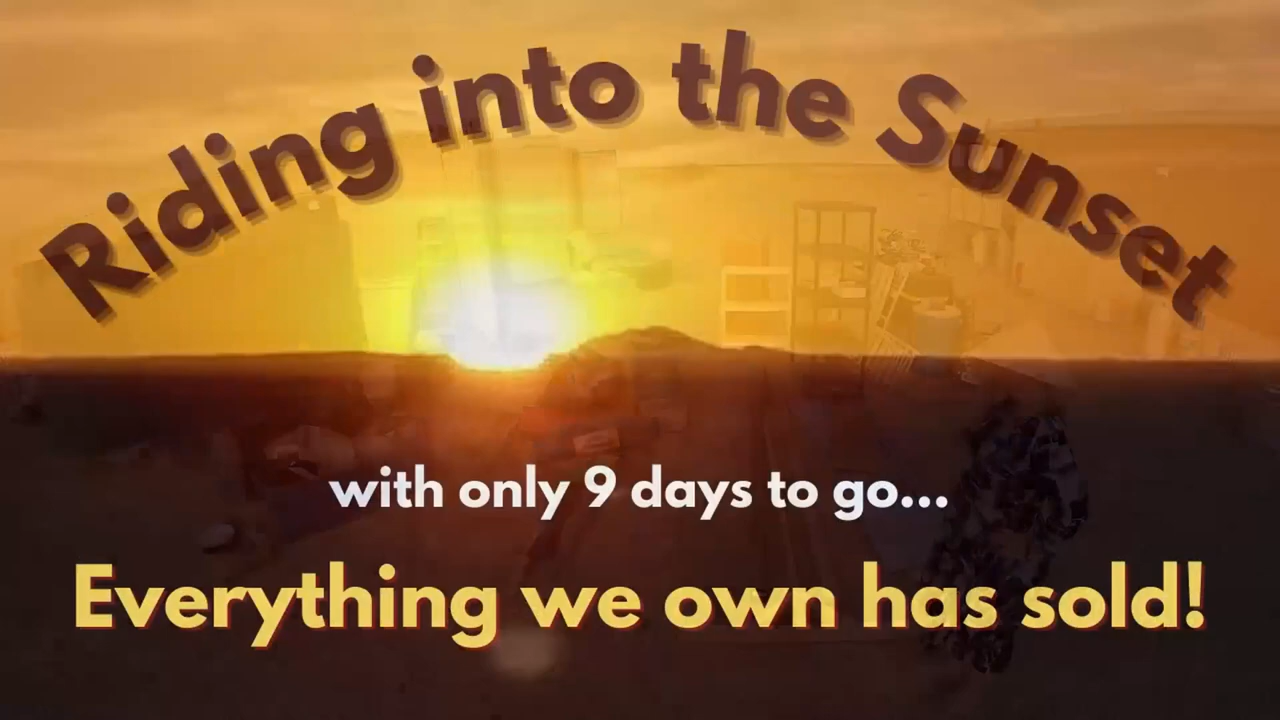 Riding into the Sunset
with only 9 days to go...
Everything we own has sold!